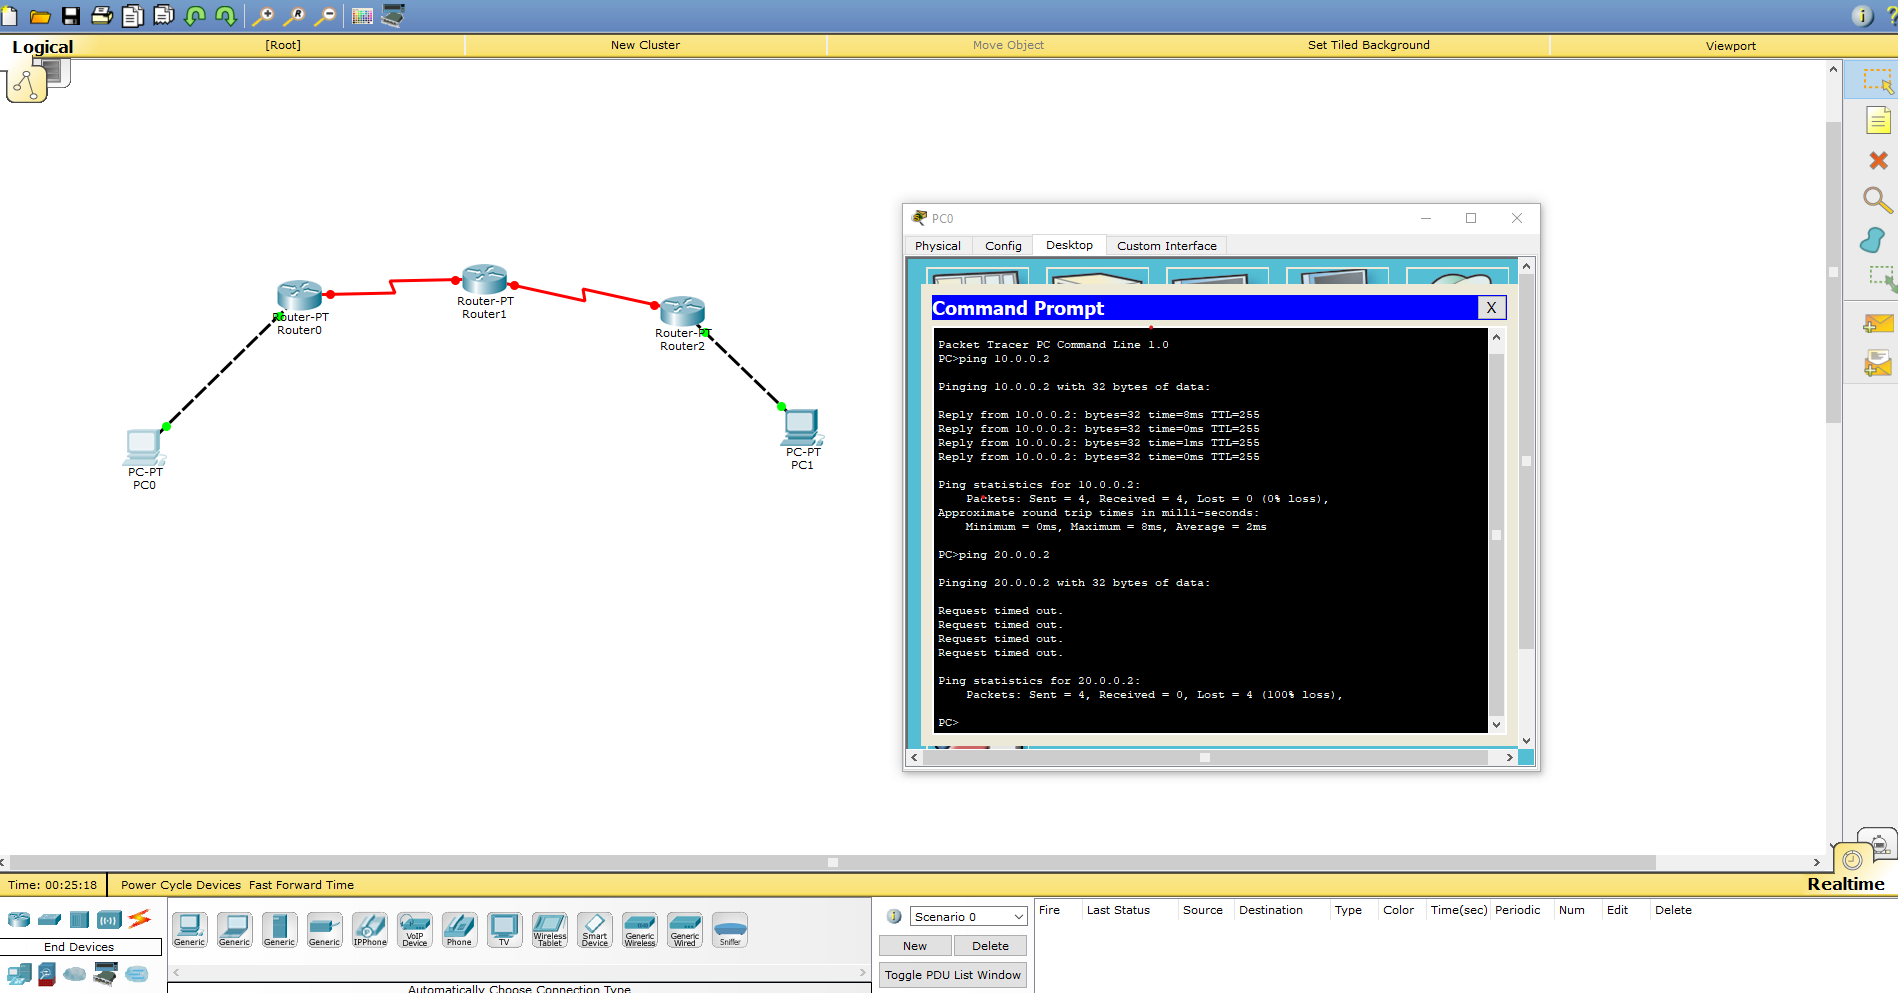 Logical
[Root]
New Cluster
Move Object
Set Tiled Background
Viewport
Router-PT
Router0
Router-PT
Router1
Router-PT
Router2
PC-PT
PC0
PC-PT
PC1
PC0
Physical
Config
Desktop
Custom Interface
Command Prompt
X
Packet Tracer PC Command Line 1.0
PC>ping 10.0.0.2
Pinging 10.0.0.2 with 32 bytes of data:
Reply from 10.0.0.2: bytes=32 time=8ms TTL=255
Reply from 10.0.0.2: bytes=32 time=0ms TTL=255
Reply from 10.0.0.2: bytes=32 time=1ms TTL=255
Reply from 10.0.0.2: bytes=32 time=0ms TTL=255
Ping statistics for 10.0.0.2:
Packets: Sent = 4, Received = 4, Lost = 0 (0% loss),
Approximate round trip times in milli-seconds:
Minimum = 0ms, Maximum = 8ms, Average = 2ms
PC>ping 20.0.0.2
Pinging 20.0.0.2 with 32 bytes of data:
Request timed out.
Request timed out.
Request timed out.
Request timed out.
Ping statistics for 20.0.0.2:
Packets: Sent = 4, Received = 0, Lost = 4 (100% loss),
PC>
Time: 00:25:18
Power Cycle Devices Fast Forward Time
Realtime
End Devices
Generic
Generic
Generic
Generic
IPPhone
VoIP
Device
Phone
TV
Wireless
Tablet
Smart
Device
Generic
Wireless
Generic
Wired
Sniffer
Automatically Choose Connection Type
Scenario 0
New
Delete
Toggle PDU List Window
Fire
Last Status
Source
Destination
Type
Color
Time(sec)
Periodic
Num
Edit
Delete